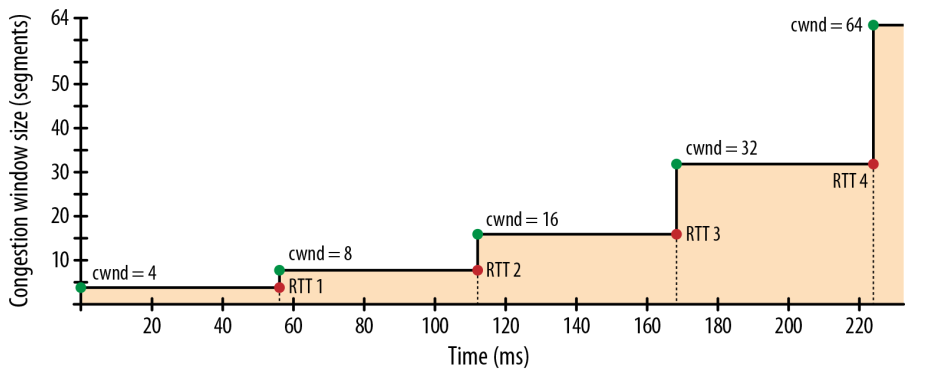 64
cwnd = 64
50
40
cwnd = 32
30
RTT 4
20
cwnd = 16
RTT 3
10
cwnd = 8
RTT 2
cwnd = 4
RTT 1
20 40 60 80 100 120 140 160 180 200 220
Time (ms)
Congestion window size (segments)